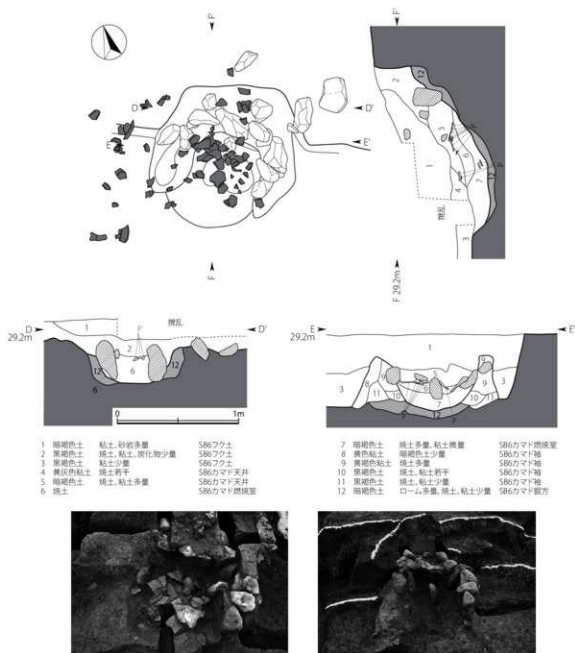 F'
F'
2
12
D
D'
5
P
E
E'
6
1
7
P
4
12
撹乱
3
F
F 29.2m
D
29.2m
1
撹乱
P
D'
2
12
6
12
6
E
29.2m
E'
1
3
8
9
5
9
3
11
10
6
7
10
11
P
12
P
0
1m
1 暗褐色土 粘土、砂岩多量 SB6フク土
2 黒褐色土 焼土、粘土、炭化物少量 SB6フク土
3 黒褐色土 粘土少量 SB6フク土
4 黄灰色粘土 焼土若干 SB6カマド天井
5 暗褐色土 焼土、粘土多量 SB6カマド天井
6 焼土 SB6カマド燃焼室
7 暗褐色土 焼土多量、粘土微量 SB6カマド燃焼室
8 黄色粘土 暗褐色土少量 SB6カマド袖
9 黄褐色粘土 焼土多量 SB6カマド袖
10 黒褐色土 焼土、粘土若干 SB6カマド袖
11 黒褐色土 焼土、粘土少量 SB6カマド袖
12 暗褐色土 ローム多量、焼土、粘土少量 SB6カマド掘方